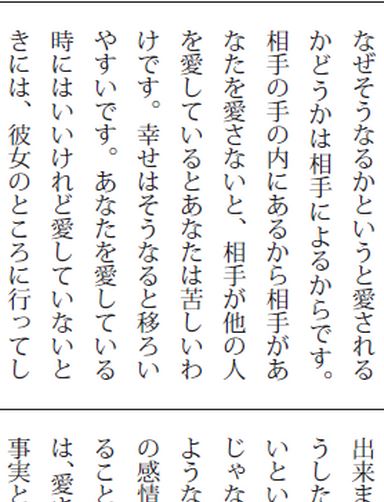 なぜそうなるかというと愛される
かどうかは相手によるからです。
相手の手の内にあるから相手があ
なたを愛さないと、相手が他の人
を愛しているとあなたは苦しいわ
けです。幸せはそうなると移ろい
やすいです。あなたを愛している
時にはいいけれど愛していないと
きには、彼女のところに行ってし
出来ま
うした
いとい
じゃな
ような
の感情
ること
は、愛さ
事実と